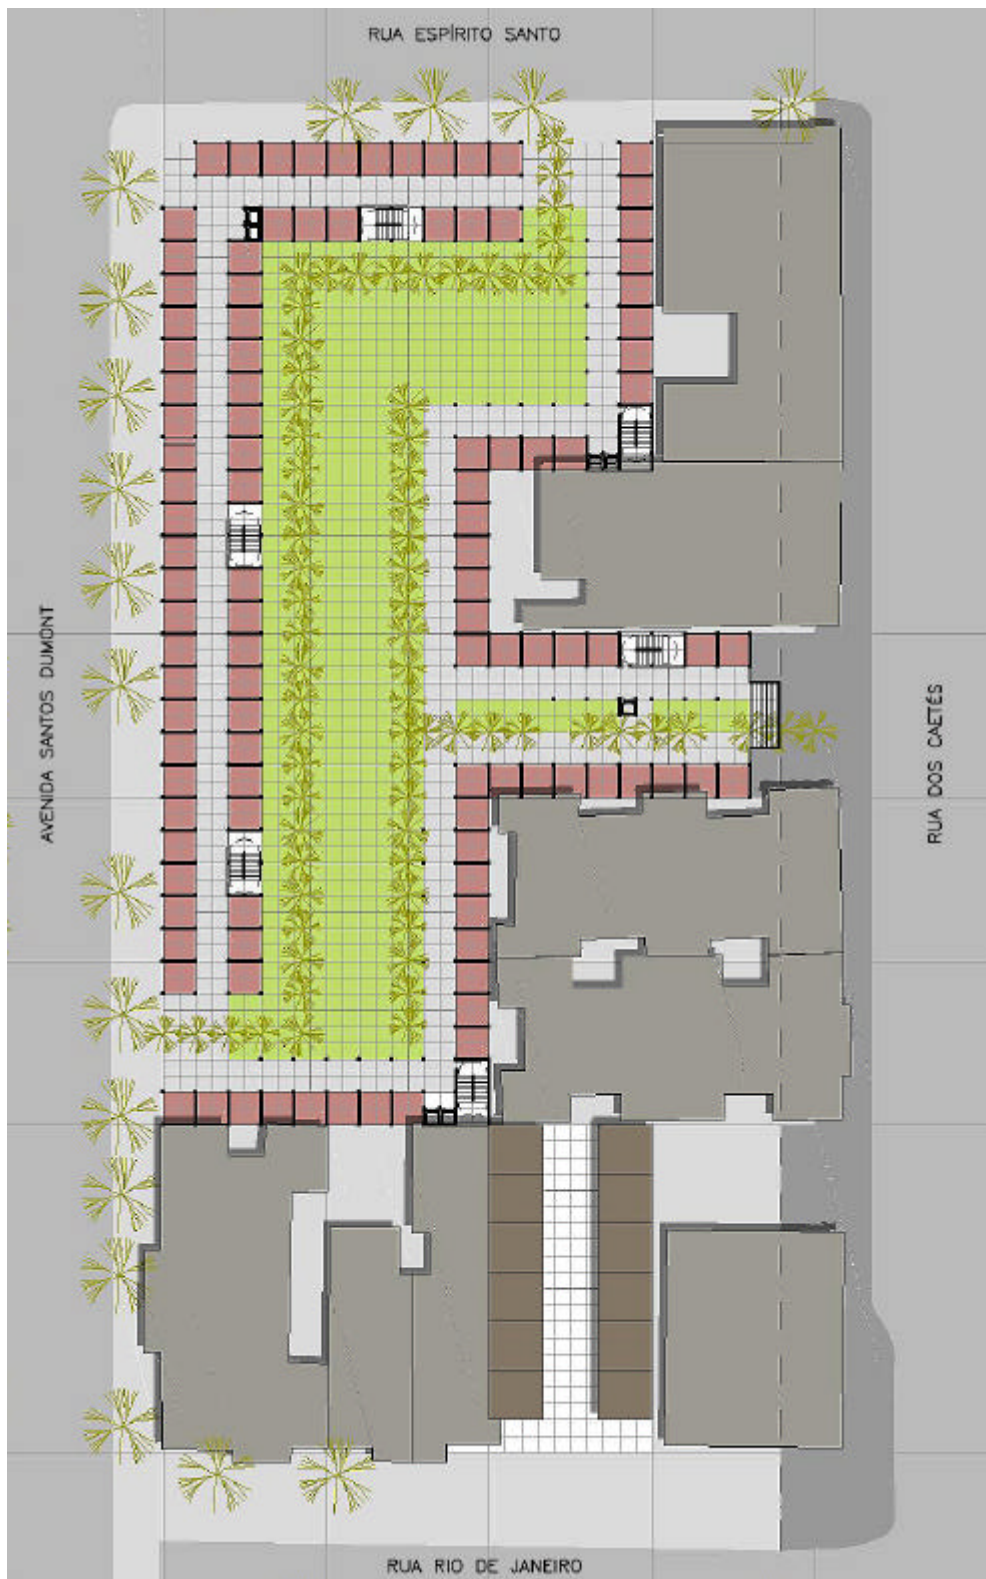 RUA ESPÍRITO SANTO
AVENIDA SANTOS DUMONT
RUA DOS CAETÉS
RUA RIO DE JANEIRO